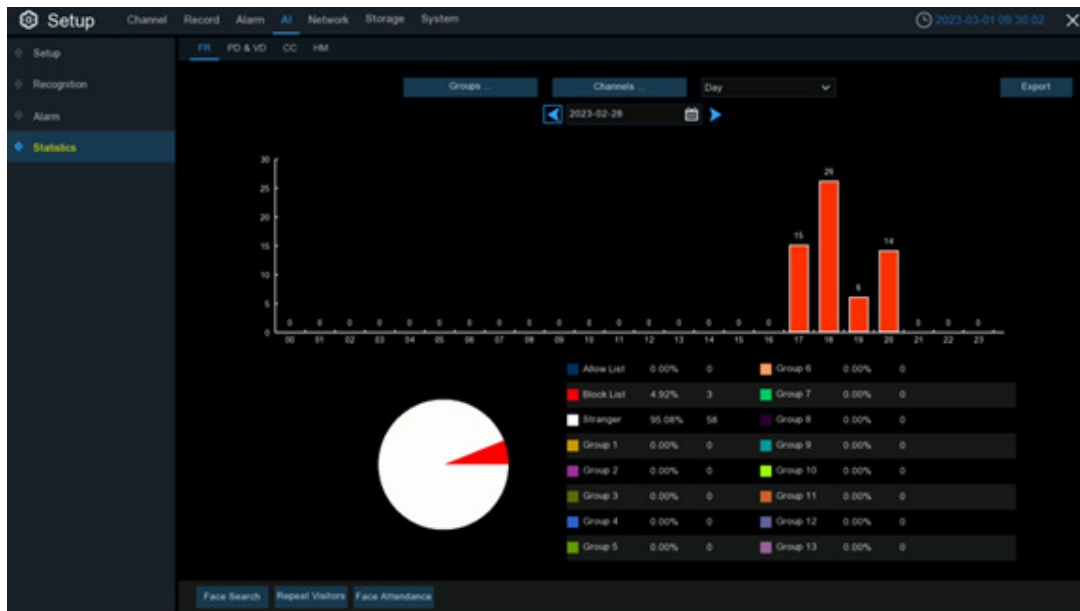 Setup Channel Record Alarm AI Network Storage System 2023-03-01 09:30:02
Setup
Recognition
Alarm
Statistics
FR PD & VD CC HM
Groups ... Channels ... Day Export
2023-02-28
30
25
20
15
10
5
0
0 0 0 0 0 0 0 0 0 0 0 0 0 0 0 0 0 15 26 6 14 0 0 0
00 01 02 03 04 05 06 07 08 09 10 11 12 13 14 15 16 17 18 19 20 21 22 23
Allow List 0.00% 0 Group 6 0.00% 0
Block List 4.92% 3 Group 7 0.00% 0
Stranger 95.08% 58 Group 8 0.00% 0
Group 1 0.00% 0 Group 9 0.00% 0
Group 2 0.00% 0 Group 10 0.00% 0
Group 3 0.00% 0 Group 11 0.00% 0
Group 4 0.00% 0 Group 12 0.00% 0
Group 5 0.00% 0 Group 13 0.00% 0
Face Search Repeat Visitors Face Attendance